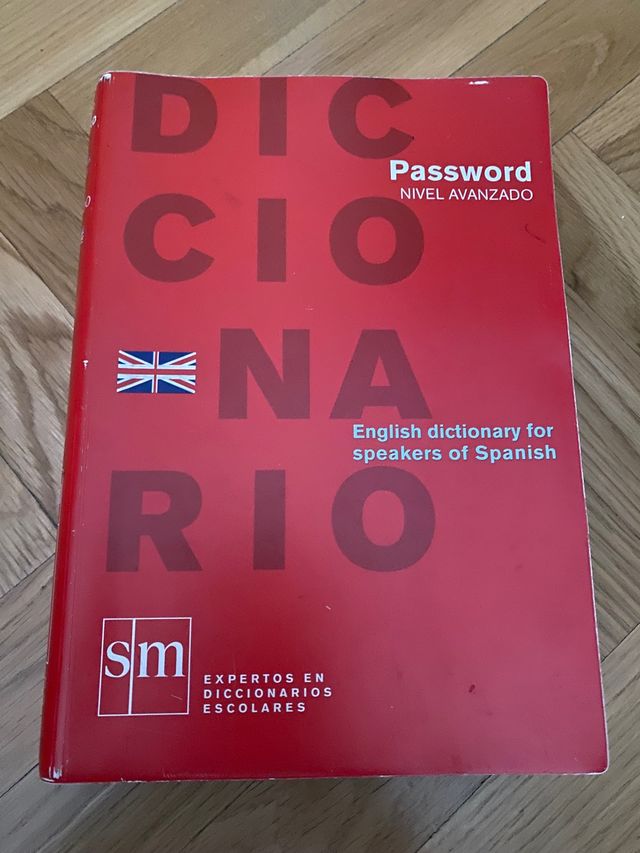 DIC
Password
NIVEL AVANZADO
CIO
NA
English dictionary for
speakers of Spanish
RIO
sm
EXPERTOS EN
DICCIONARIOS
ESCOLARES